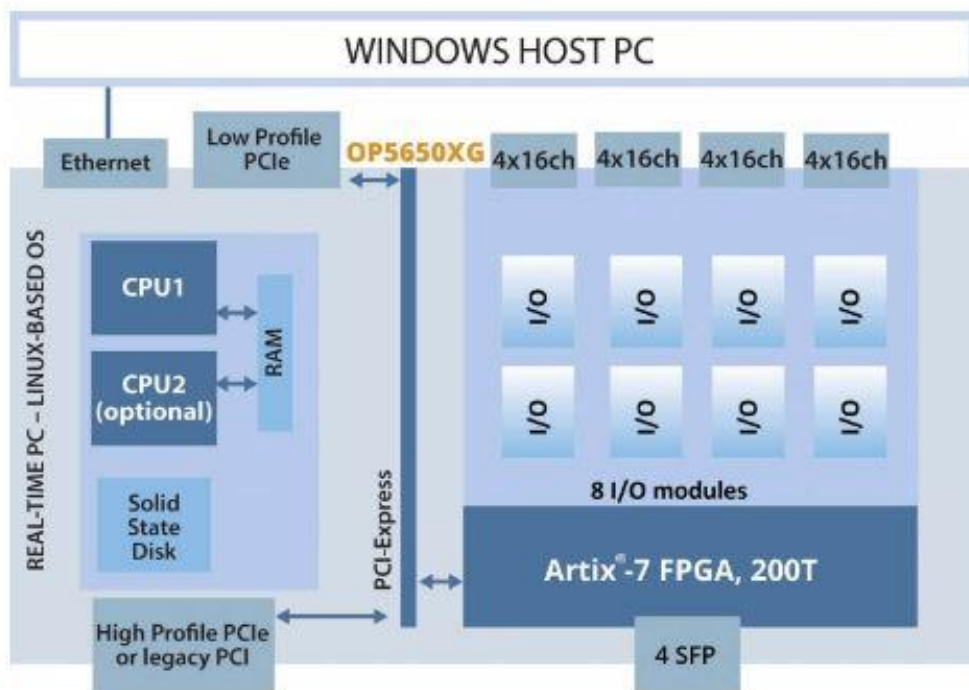 WINDOWS HOST PC
Ethernet
Low Profile
PCIe
OP5650XG
4x16ch
4x16ch
4x16ch
4x16ch
REAL-TIME PC – LINUX-BASED OS
CPU1
CPU2
(optional)
RAM
Solid
State
Disk
PCI-Express
High Profile PCIe
or legacy PCI
I/O
I/O
I/O
I/O
I/O
I/O
I/O
I/O
8 I/O modules
Artix®-7 FPGA, 200T
4 SFP